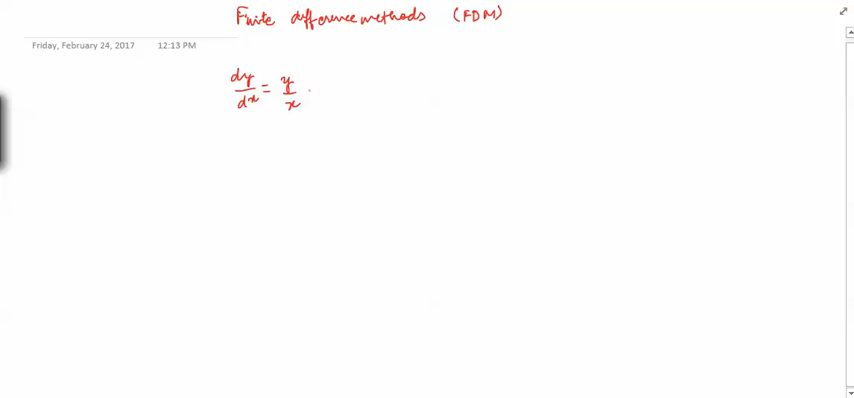 Finite difference methods (FDM)
Friday, February 24, 2017 12:13 PM
dy/dx = y/x